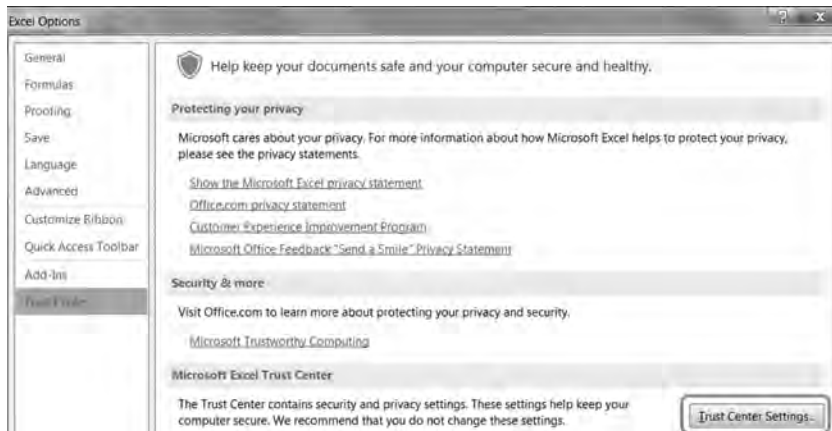 Excel Options
?
X
General
Formulas
Proofing
Save
Language
Advanced
Customize Ribbon
Quick Access Toolbar
Add-Ins
Trust Center
Help keep your documents safe and your computer secure and healthy.
Protecting your privacy
Microsoft cares about your privacy. For more information about how Microsoft Excel helps to protect your privacy,
please see the privacy statements.
Show the Microsoft Excel privacy statement
Office.com privacy statement
Customer Experience Improvement Program
Microsoft Office Feedback "Send a Smile" Privacy Statement
Security & more
Visit Office.com to learn more about protecting your privacy and security.
Microsoft Trustworthy Computing
Microsoft Excel Trust Center
The Trust Center contains security and privacy settings. These settings help keep your
computer secure. We recommend that you do not change these settings.
Trust Center Settings...